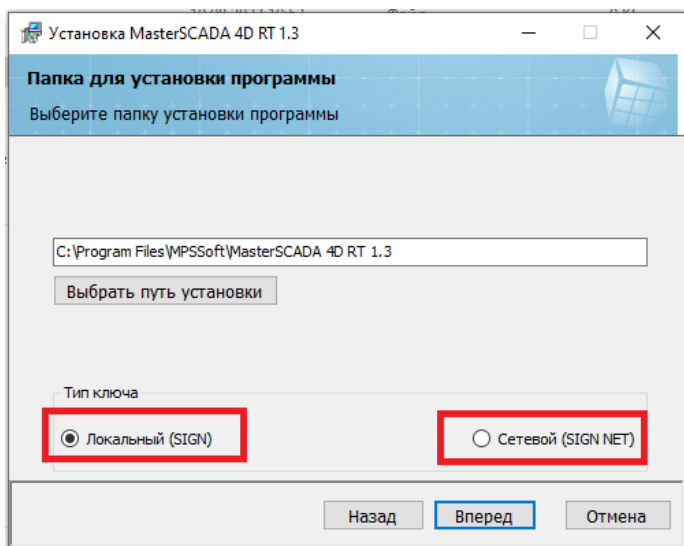 Установка MasterSCADA 4D RT 1.3
Папка для установки программы
Выберите папку установки программы
C:\Program Files\MPSSoft\MasterSCADA 4D RT 1.3
Выбрать путь установки
Тип ключа
Локальный (SIGN)
Сетевой (SIGN NET)
Назад
Вперед
Отмена